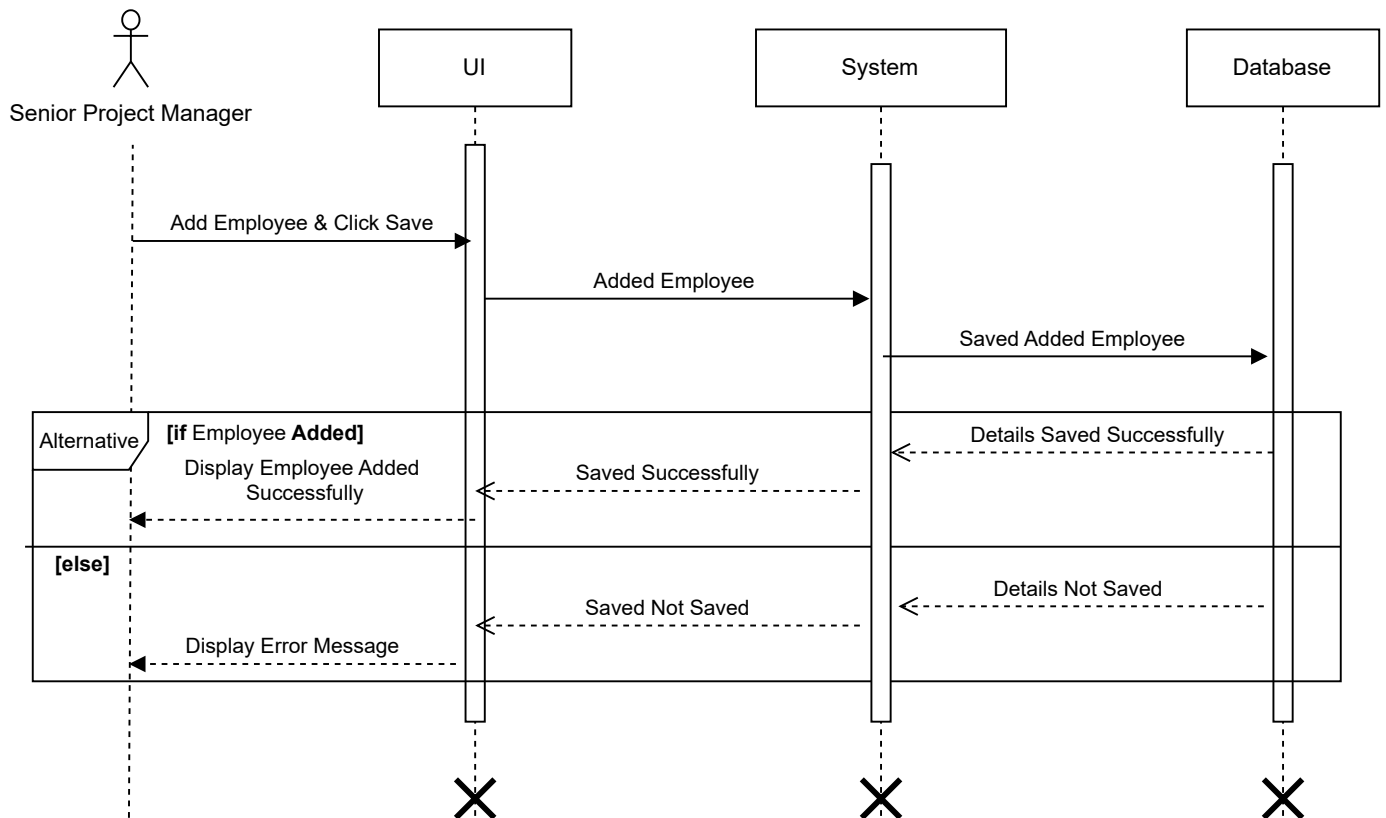 Senior Project Manager
UI
System
Database
Add Employee & Click Save
Added Employee
Saved Added Employee
Alternative
[if Employee Added]
Details Saved Successfully
Saved Successfully
Display Employee Added
Successfully
[else]
Details Not Saved
Saved Not Saved
Display Error Message